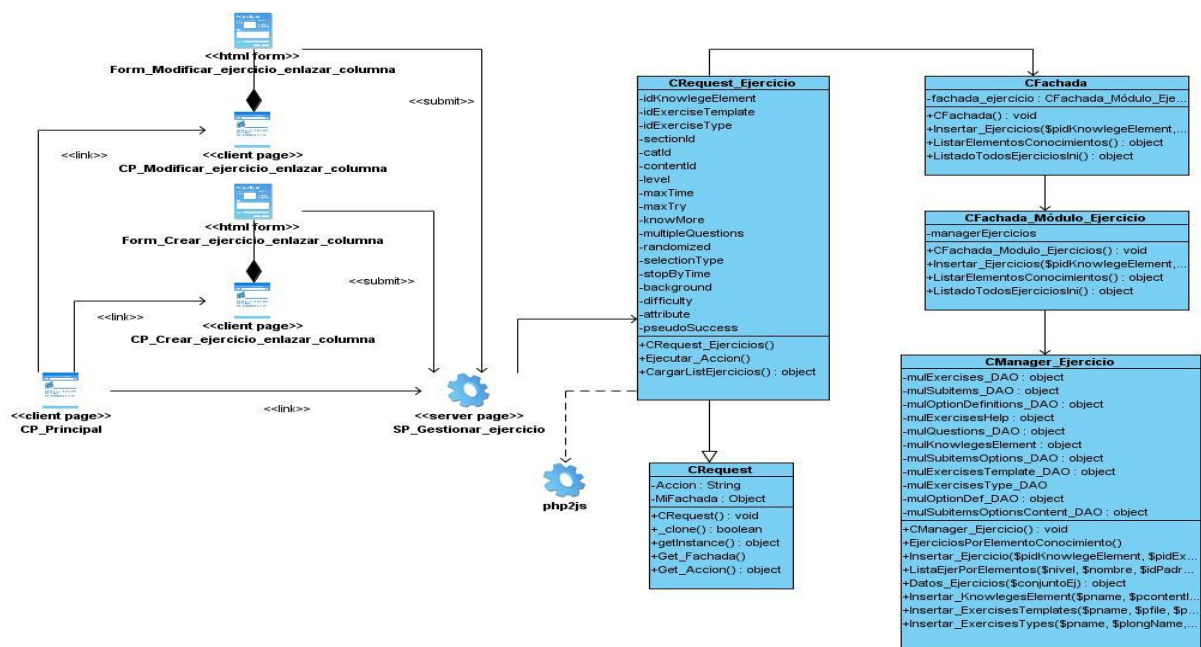 <<html form>>
Form_Modificar_ejercicio_enlazar_columna
<<submit>>
<<link>>
<<client page>>
CP_Modificar_ejercicio_enlazar_columna
<<html form>>
Form_Crear_ejercicio_enlazar_columna
<<submit>>
<<link>>
<<client page>>
CP_Crear_ejercicio_enlazar_columna
<<link>>
<<client page>>
CP_Principal
<<server page>>
SP_Gestionar_ejercicio
php2js
CRequest_Ejercicio
-idKnowlegeElement
-idExerciseTemplate
-idExerciseType
-sectionId
-catId
-contentId
-level
-maxTime
-maxTry
-knowMore
-multipleQuestions
-randomized
-selectionType
-stopByTime
-background
-difficulty
-attribute
-pseudoSuccess
+CRequest_Ejercicios()
+Ejecutar_Accion()
+CargarListEjercicios() : object
CRequest
-Accion : String
-MiFachada : Object
+CRequest() : void
+_clone() : boolean
+getInstance() : object
+Get_Fachada()
+Get_Accion() : object
CFachada
-fachada_ejercicio : CFachada_Módulo_Eje...
+CFachada() : void
+Insertar_Ejercicios($pidKnowlegeElement,...
+ListarElementosConocimientos() : object
+ListadoTodosEjerciciosIni() : object
CFachada_Módulo_Ejercicio
-managerEjercicios
+CFachada_Modulo_Ejercicios() : void
+Insertar_Ejercicios($pidKnowlegeElement,...
+ListarElementosConocimientos() : object
+ListadoTodosEjerciciosIni() : object
CManager_Ejercicio
-mulExercises_DAO : object
-mulSubitems_DAO : object
-mulOptionDefinitions_DAO : object
-mulExercisesHelp : object
-mulQuestions_DAO : object
-mulKnowlegesElement : object
-mulSubitemsOptions_DAO : object
-mulExercisesTemplate_DAO : object
-mulExercisesType_DAO
-mulOptionDef_DAO : object
-mulSubitemsOptionsContent_DAO : object
+CManager_Ejercicio() : void
+EjerciciosPorElementoConocimiento()
+Insertar_Ejercicio($pidKnowlegeElement, $pidEx...
+ListaEjerPorElementos($nivel, $nombre, $idPadr...
+Datos_Ejercicios($conjuntoEj) : object
+Insertar_KnowlegesElement($pname, $pcontentI...
+Insertar_ExercisesTemplates($pname, $pfile, $p...
+Insertar_ExercisesTypes($pname, $plongName,...